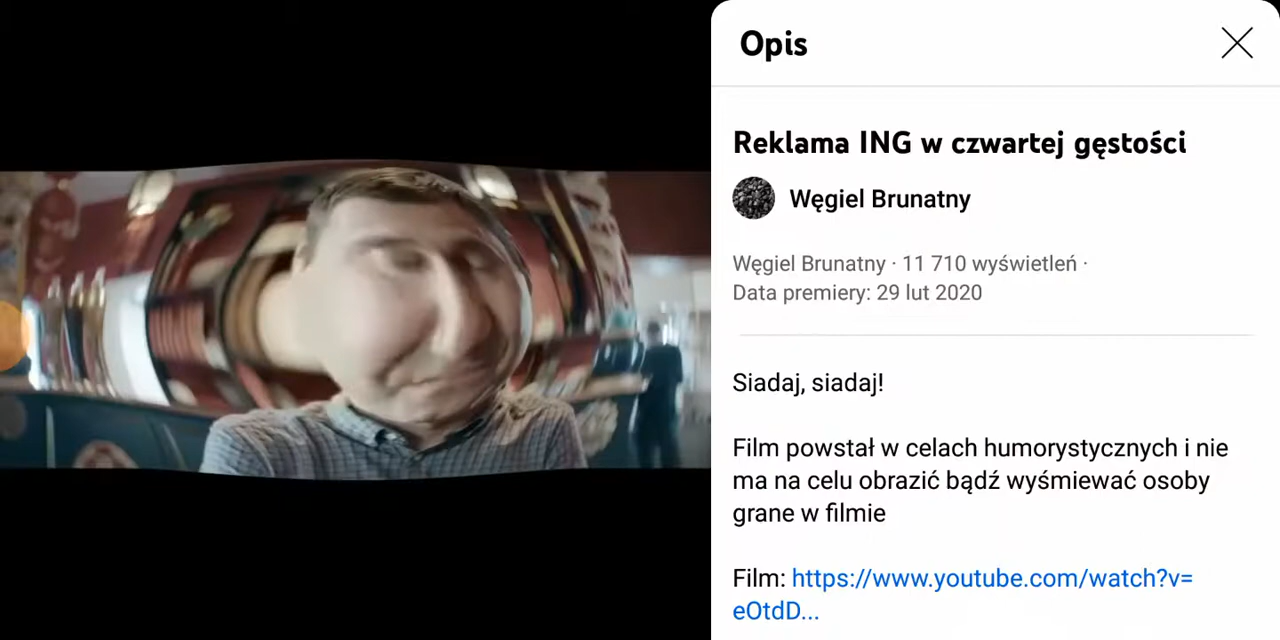 Opis
Reklama ING w czwartej gęstości
Węgiel Brunatny
Węgiel Brunatny · 11 710 wyświetleń ·
Data premiery: 29 lut 2020
Siadaj, siadaj!
Film powstał w celach humorystycznych i nie
ma na celu obrazić bądź wyśmiewać osoby
grane w filmie
Film: https://www.youtube.com/watch?v=
eOtdD...